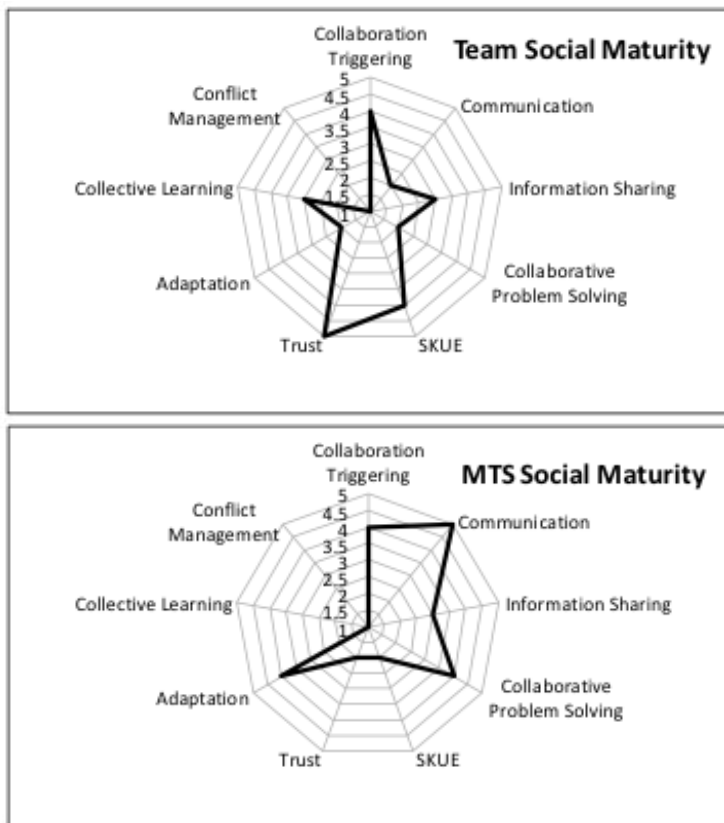 Team Social Maturity
Collaboration
Triggering
5
4.5
4
3.5
3
2.5
2
1.5
1
Communication
Information Sharing
Collaborative
Problem Solving
SKUE
Trust
Adaptation
Collective Learning
Conflict
Management
MTS Social Maturity
Collaboration
Triggering
5
4.5
4
3.5
3
2.5
2
1.5
1
Communication
Information Sharing
Collaborative
Problem Solving
SKUE
Trust
Adaptation
Collective Learning
Conflict
Management